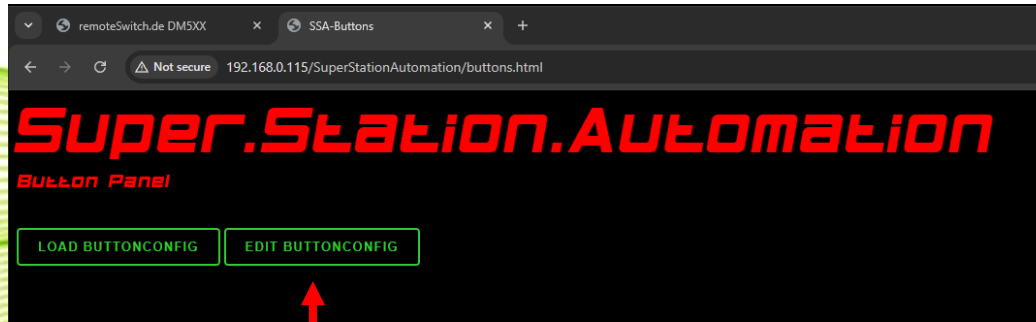 remoteSwitch.de DM5XX
SSA-Buttons
Not secure 192.168.0.115/SuperStationAutomation/buttons.html
Super.Station.Automation
Button Panel
LOAD BUTTONCONFIG EDIT BUTTONCONFIG